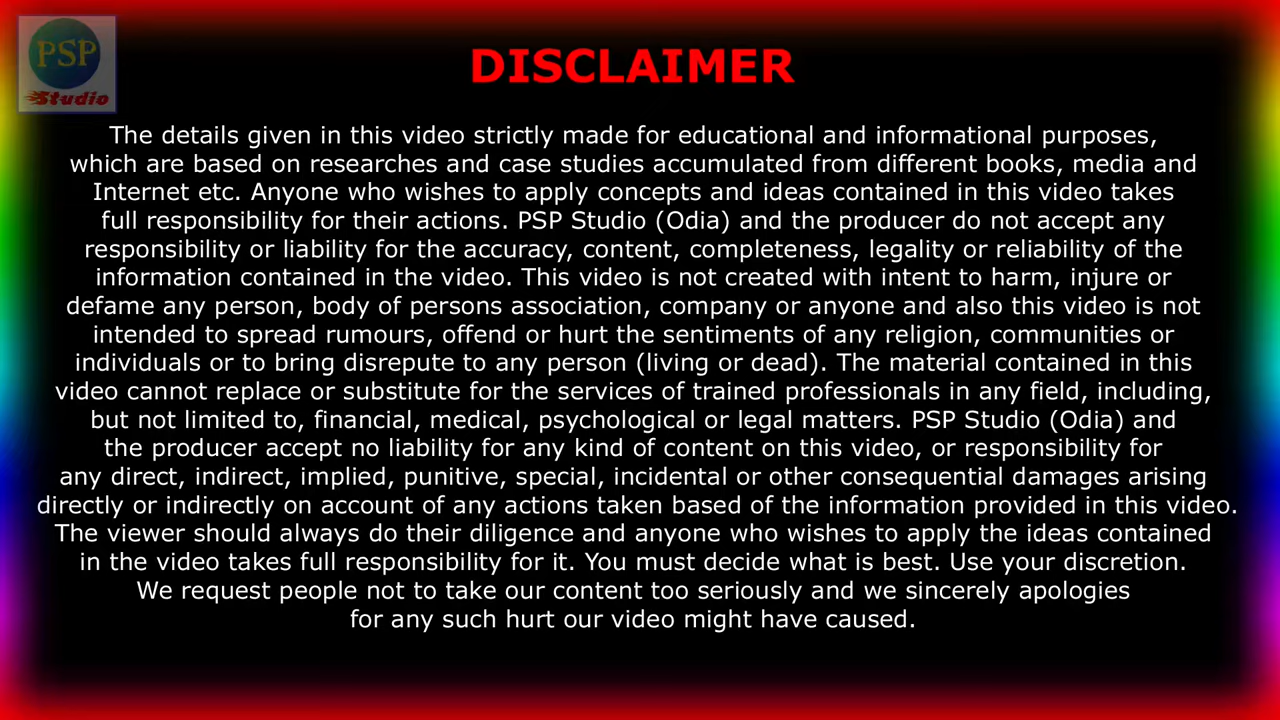 PSP
Studio
DISCLAIMER
The details given in this video strictly made for educational and informational purposes,
which are based on researches and case studies accumulated from different books, media and
Internet etc. Anyone who wishes to apply concepts and ideas contained in this video takes
full responsibility for their actions. PSP Studio (Odia) and the producer do not accept any
responsibility or liability for the accuracy, content, completeness, legality or reliability of the
information contained in the video. This video is not created with intent to harm, injure or
defame any person, body of persons association, company or anyone and also this video is not
intended to spread rumours, offend or hurt the sentiments of any religion, communities or
individuals or to bring disrepute to any person (living or dead). The material contained in this
video cannot replace or substitute for the services of trained professionals in any field, including,
but not limited to, financial, medical, psychological or legal matters. PSP Studio (Odia) and
the producer accept no liability for any kind of content on this video, or responsibility for
any direct, indirect, implied, punitive, special, incidental or other consequential damages arising
directly or indirectly on account of any actions taken based of the information provided in this video.
The viewer should always do their diligence and anyone who wishes to apply the ideas contained
in the video takes full responsibility for it. You must decide what is best. Use your discretion.
We request people not to take our content too seriously and we sincerely apologies
for any such hurt our video might have caused.